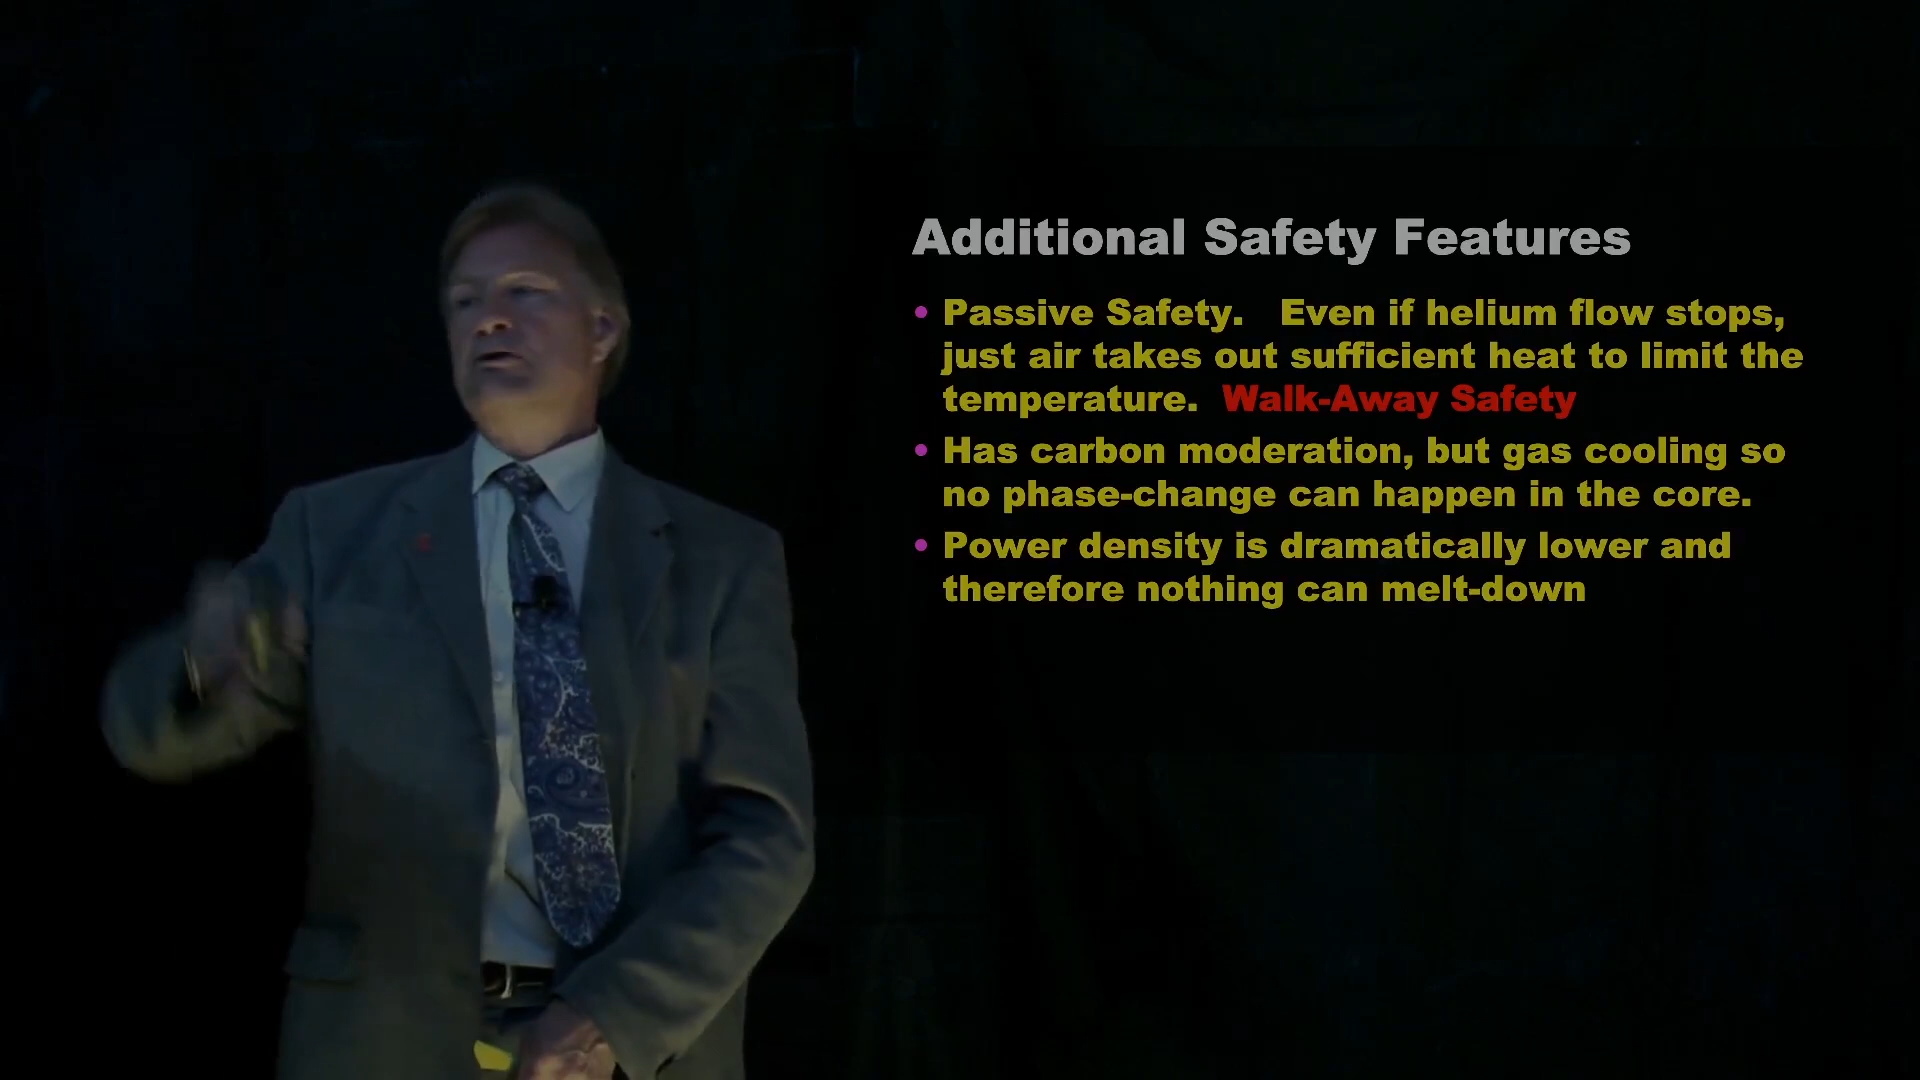 Additional Safety Features
• Passive Safety. Even if helium flow stops,
just air takes out sufficient heat to limit the
temperature. Walk-Away Safety
• Has carbon moderation, but gas cooling so
no phase-change can happen in the core.
• Power density is dramatically lower and
therefore nothing can melt-down